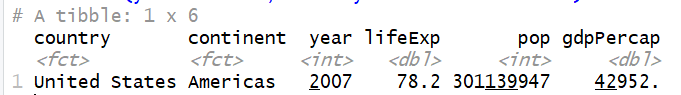 # A tibble: 1 x 6
country continent year lifeExp pop gdpPercap
<fct> <fct> <int> <dbl> <int> <dbl>
1 United States Americas 2007 78.2 301139947 42952.